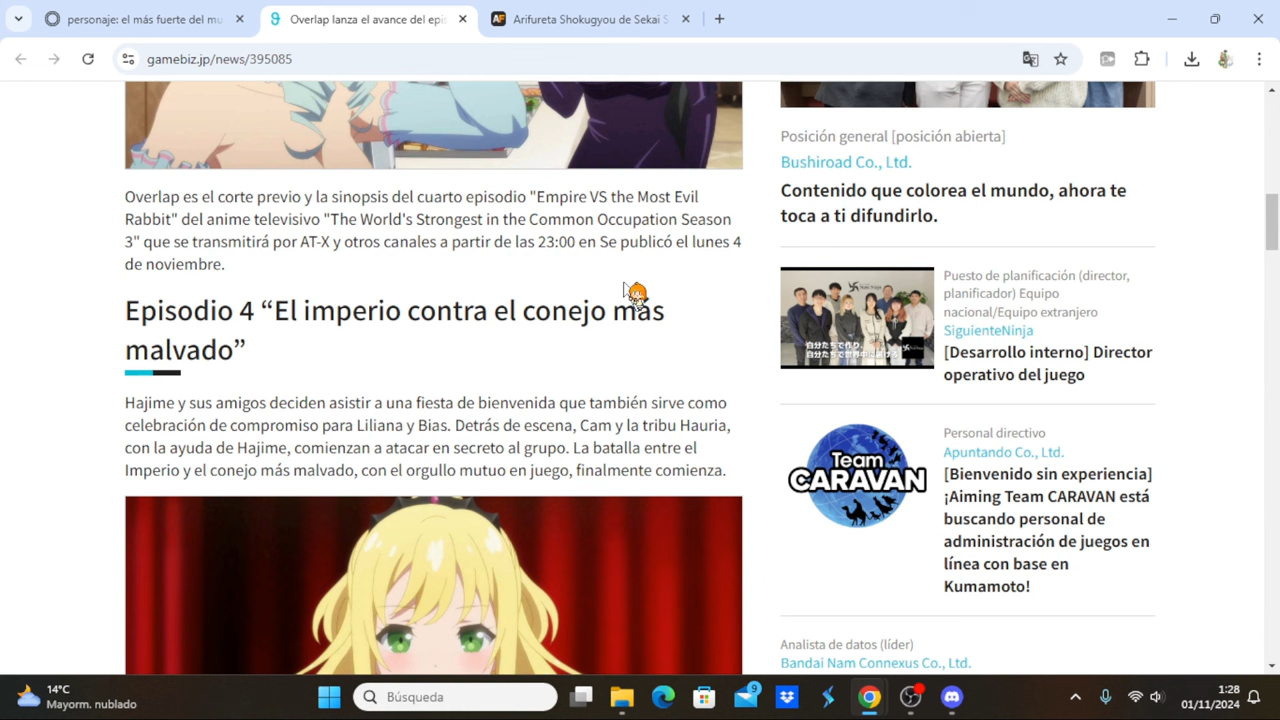 personaje: el más fuerte del mu
Overlap lanza el avance del epis
Arifureta Shokugyou de Sekai S
gamebiz.jp/news/395085
Overlap es el corte previo y la sinopsis del cuarto episodio "Empire VS the Most Evil
Rabbit" del anime televisivo "The World's Strongest in the Common Occupation Season
3" que se transmitirá por AT-X y otros canales a partir de las 23:00 en Se publicó el lunes 4
de noviembre.
Episodio 4 “El imperio contra el conejo más
malvado”
Hajime y sus amigos deciden asistir a una fiesta de bienvenida que también sirve como
celebración de compromiso para Liliana y Bias. Detrás de escena, Cam y la tribu Hauria,
con la ayuda de Hajime, comienzan a atacar en secreto al grupo. La batalla entre el
Imperio y el conejo más malvado, con el orgullo mutuo en juego, finalmente comienza.
Posición general [posición abierta]
Bushiroad Co., Ltd.
Contenido que colorea el mundo, ahora te
toca a ti difundirlo.
自分たちで作り、
Puesto de planificación (director,
planificador) Equipo
nacional/Equipo extranjero
SiguienteNinja
[Desarrollo interno] Director
operativo del juego
Team
CARAVAN
Personal directivo
Apuntando Co., Ltd.
[Bienvenido sin experiencia]
¡Aiming Team CARAVAN está
buscando personal de
administración de juegos en
línea con base en
Kumamoto!
Analista de datos (líder)
Bandai Nam Connexus Co., Ltd.
14°C
Mayorm. nublado
Búsqueda
9
1:28
01/11/2024